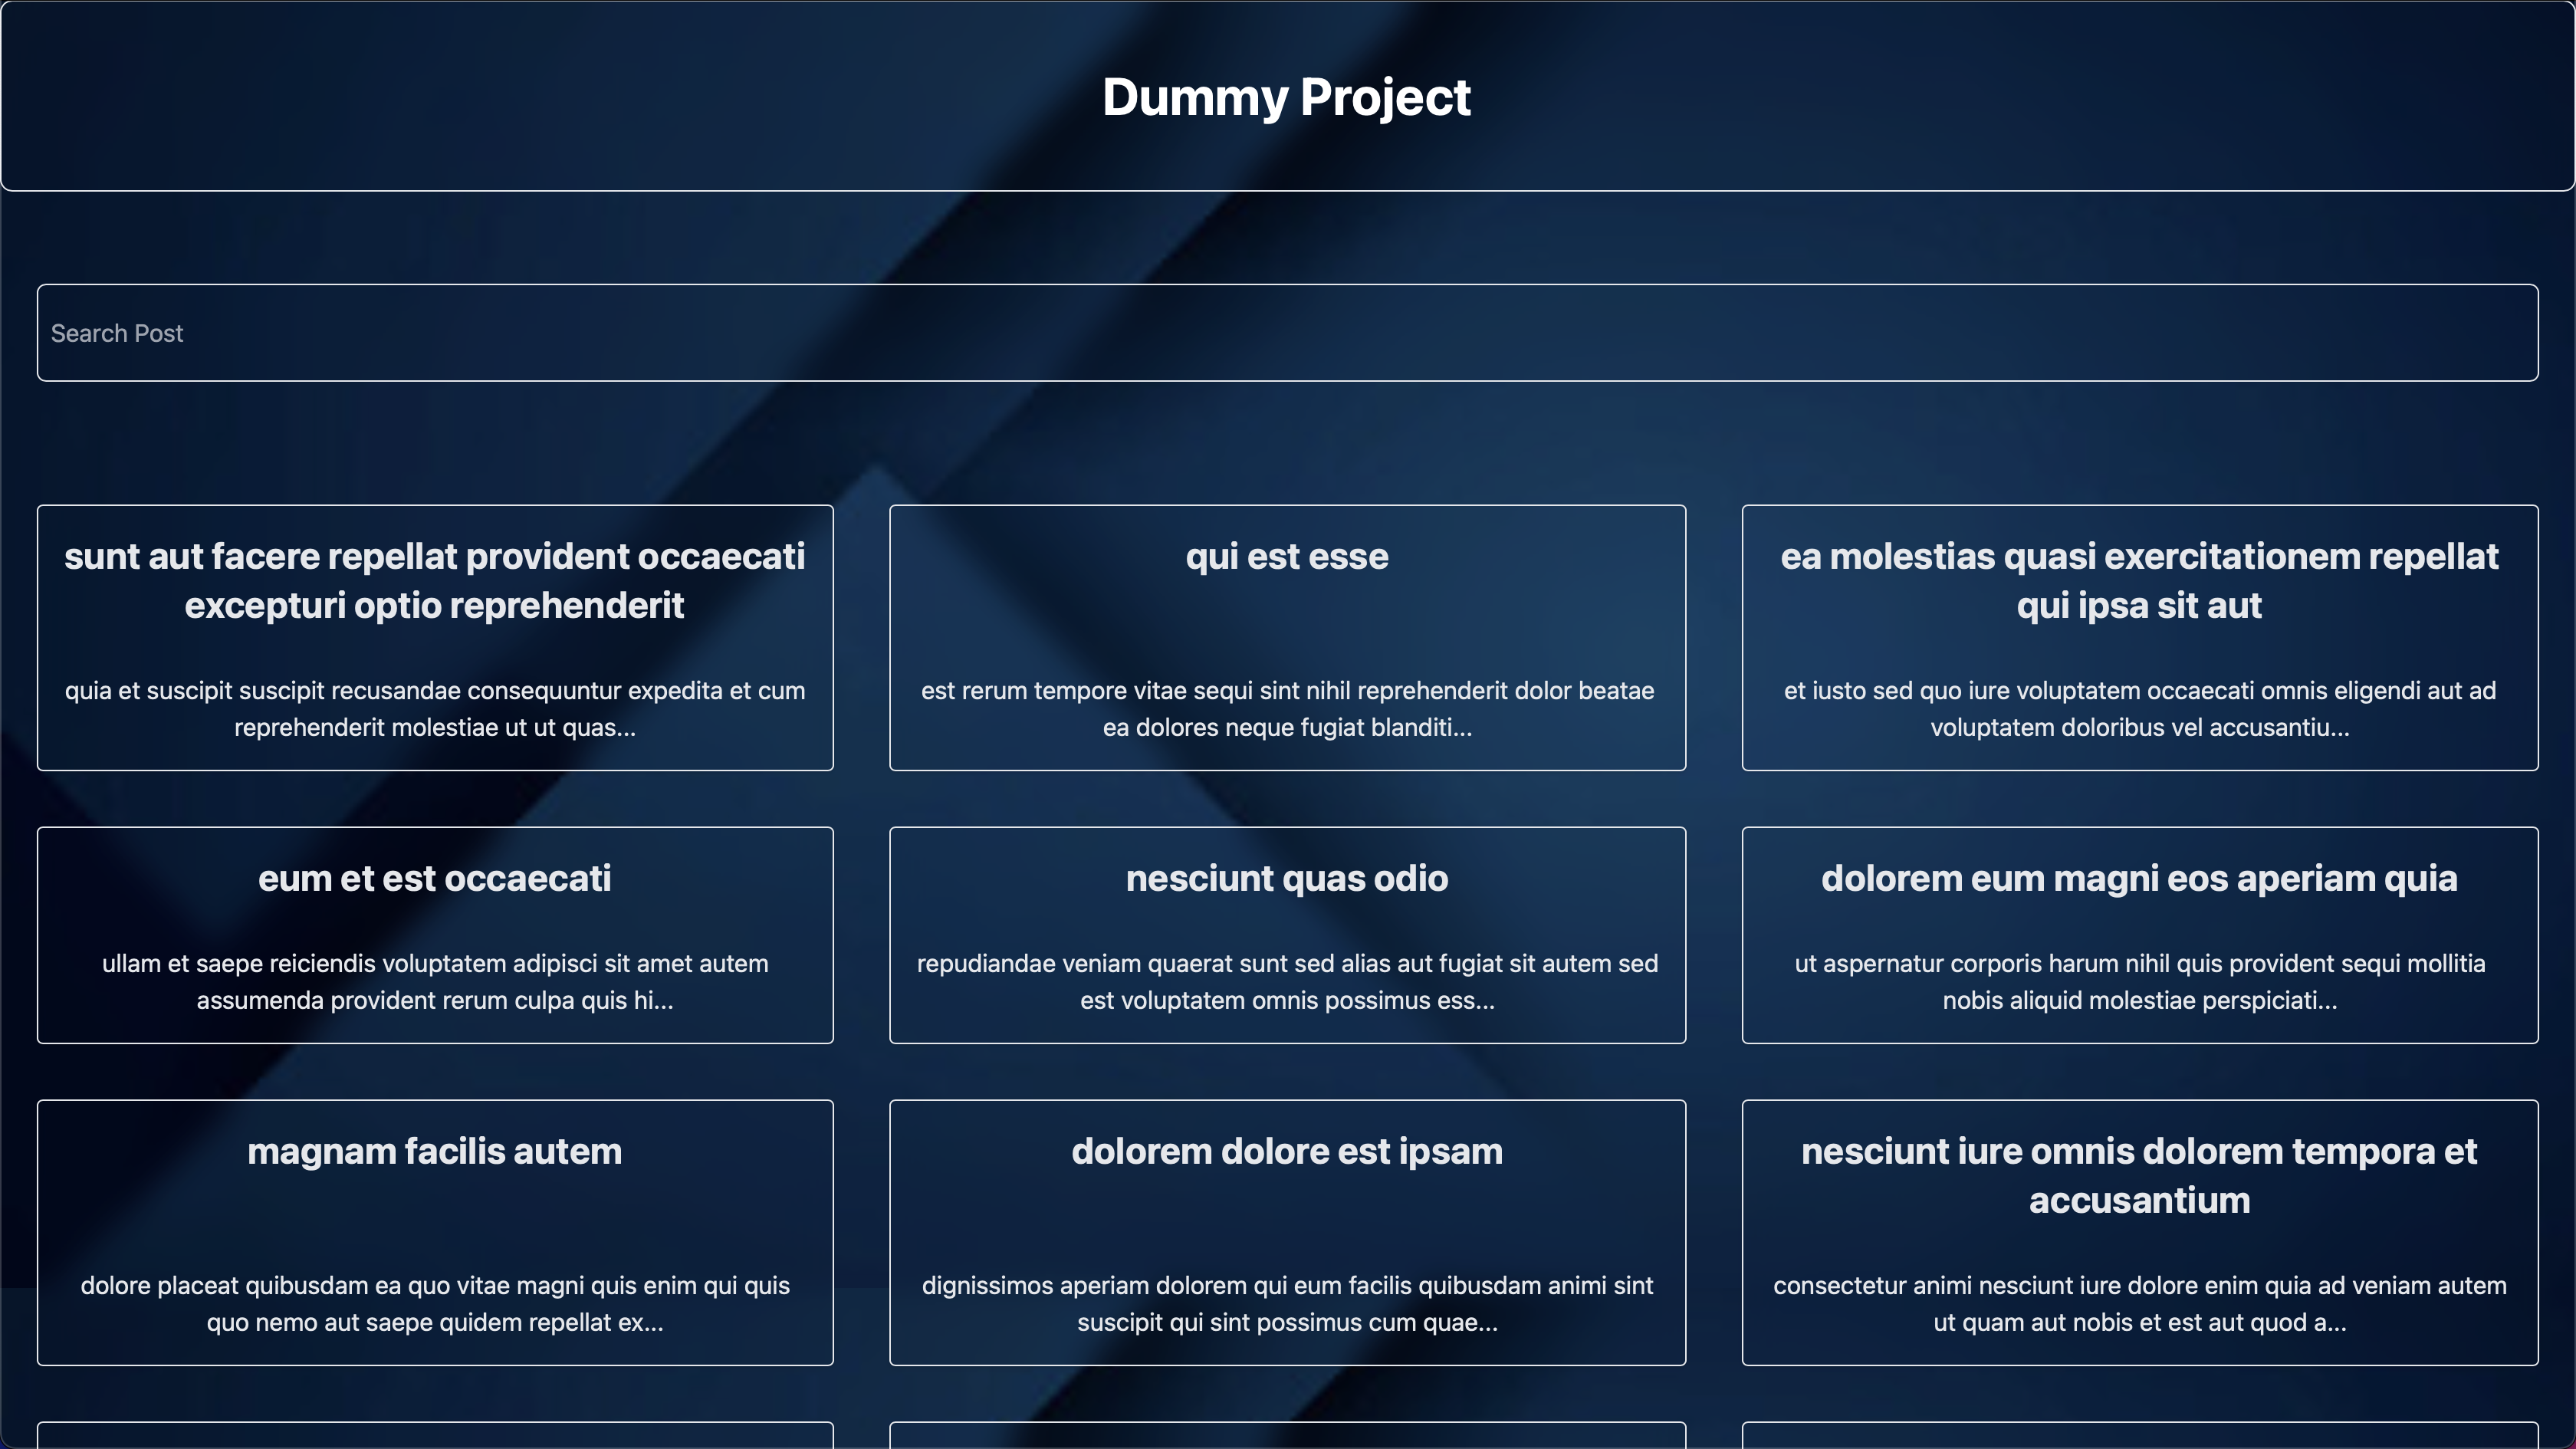 Dummy Project
Search Post
sunt aut facere repellat provident occaecati
excepturi optio reprehenderit
quia et suscipit suscipit recusandae consequuntur expedita et cum
reprehenderit molestiae ut ut quas...
qui est esse
est rerum tempore vitae sequi sint nihil reprehenderit dolor beatae
ea dolores neque fugiat blanditi...
ea molestias quasi exercitationem repellat
qui ipsa sit aut
et iusto sed quo iure voluptatem occaecati omnis eligendi aut ad
voluptatem doloribus vel accusantiu...
eum et est occaecati
ullam et saepe reiciendis voluptatem adipisci sit amet autem
assumenda provident rerum culpa quis hi...
nesciunt quas odio
repudiandae veniam quaerat sunt sed alias aut fugiat sit autem sed
est voluptatem omnis possimus ess...
dolorem eum magni eos aperiam quia
ut aspernatur corporis harum nihil quis provident sequi mollitia
nobis aliquid molestiae perspiciati...
magnam facilis autem
dolore placeat quibusdam ea quo vitae magni quis enim qui quis
quo nemo aut saepe quidem repellat ex...
dolorem dolore est ipsam
dignissimos aperiam dolorem qui eum facilis quibusdam animi sint
suscipit qui sint possimus cum quae...
nesciunt iure omnis dolorem tempora et
accusantium
consectetur animi nesciunt iure dolore enim quia ad veniam autem
ut quam aut nobis et est aut quod a...